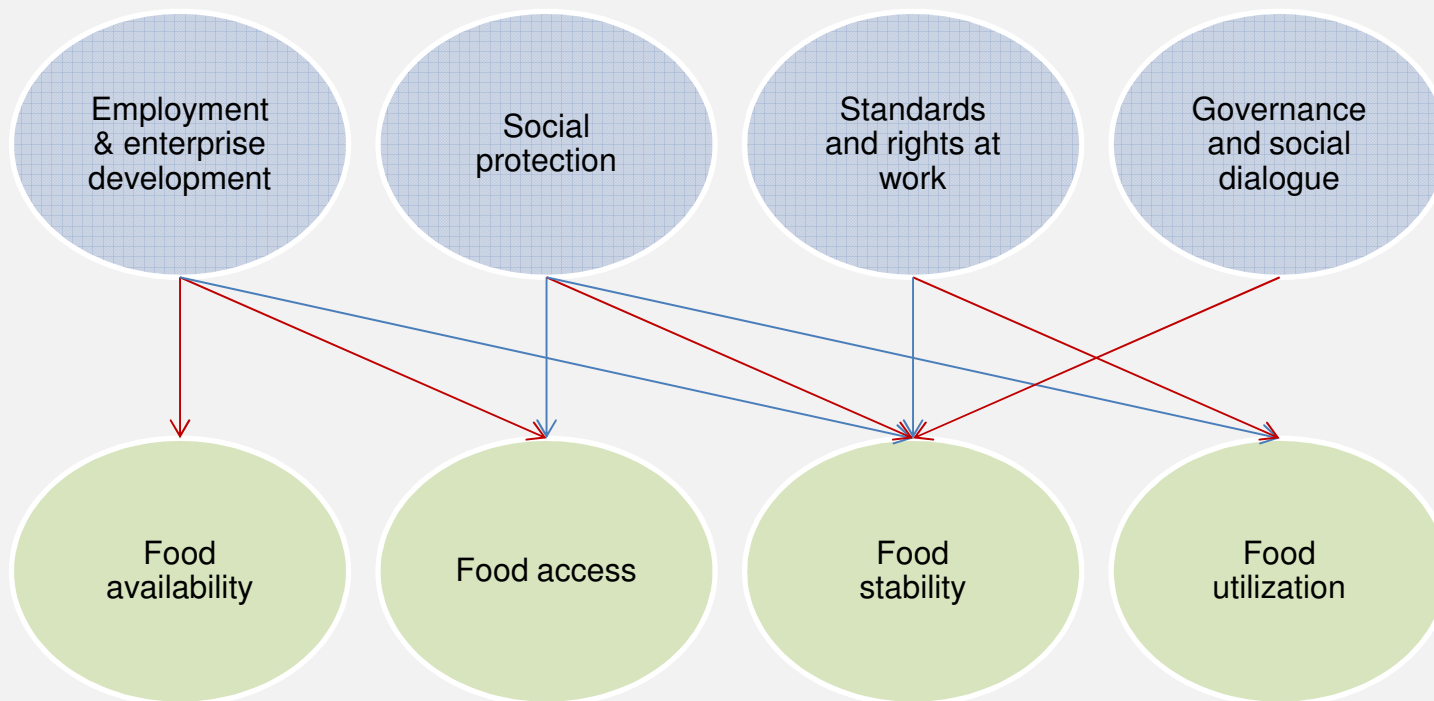 Employment
& enterprise
development
Social
protection
Standards
and rights at
work
Governance
and social
dialogue
Food
availability
Food access
Food
stability
Food
utilization